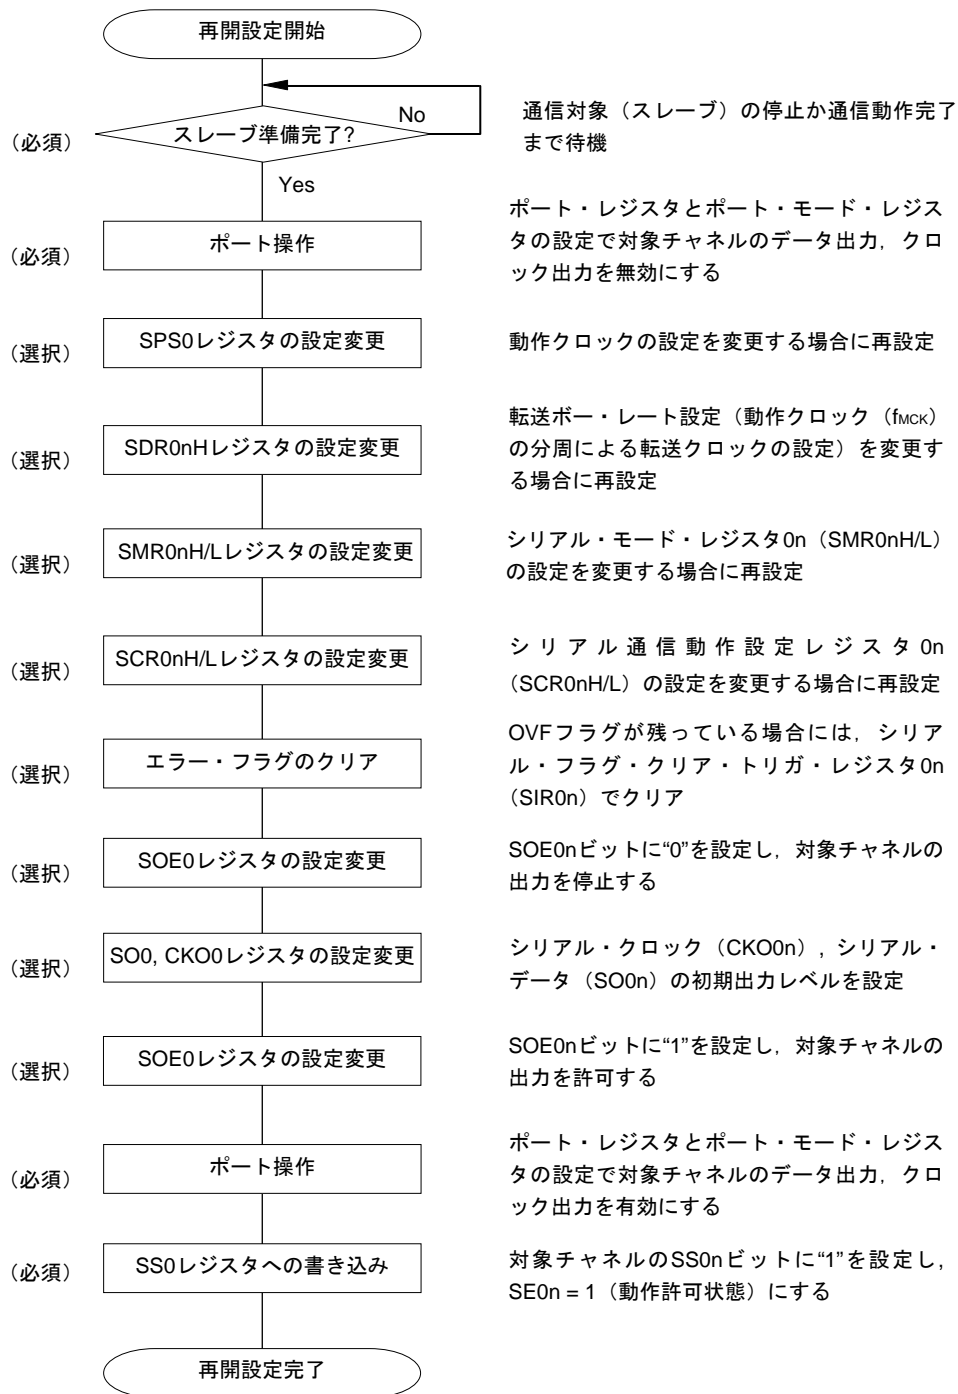 再開設定開始
No
（必須）
スレーブ準備完了?
通信対象（スレーブ）の停止か通信動作完了
まで待機
Yes
（必須）
ポート操作
ポート・レジスタとポート・モード・レジス
タの設定で対象チャネルのデータ出力，クロ
ック出力を無効にする
（選択）
SPS0レジスタの設定変更
動作クロックの設定を変更する場合に再設定
（選択）
SDR0nHレジスタの設定変更
転送ボー・レート設定（動作クロック（fMCK）
の分周による転送クロックの設定）を変更す
る場合に再設定
（選択）
SMR0nH/Lレジスタの設定変更
シリアル・モード・レジスタ0n（SMR0nH/L）
の設定を変更する場合に再設定
（選択）
SCR0nH/Lレジスタの設定変更
シリアル通信動作設定レジスタ0n
（SCR0nH/L）の設定を変更する場合に再設定
（選択）
エラー・フラグのクリア
OVFフラグが残っている場合には，シリア
ル・フラグ・クリア・トリガ・レジスタ0n
（SIR0n）でクリア
（選択）
SOE0レジスタの設定変更
SOE0nビットに“0”を設定し，対象チャネルの
出力を停止する
（選択）
SO0, CKO0レジスタの設定変更
シリアル・クロック（CKO0n）, シリアル・
データ（SO0n）の初期出力レベルを設定
（選択）
SOE0レジスタの設定変更
SOE0nビットに“1”を設定し，対象チャネルの
出力を許可する
（必須）
ポート操作
ポート・レジスタとポート・モード・レジス
タの設定で対象チャネルのデータ出力，クロ
ック出力を有効にする
（必須）
SS0レジスタへの書き込み
対象チャネルのSS0nビットに“1”を設定し,
SE0n = 1（動作許可状態）にする
再開設定完了